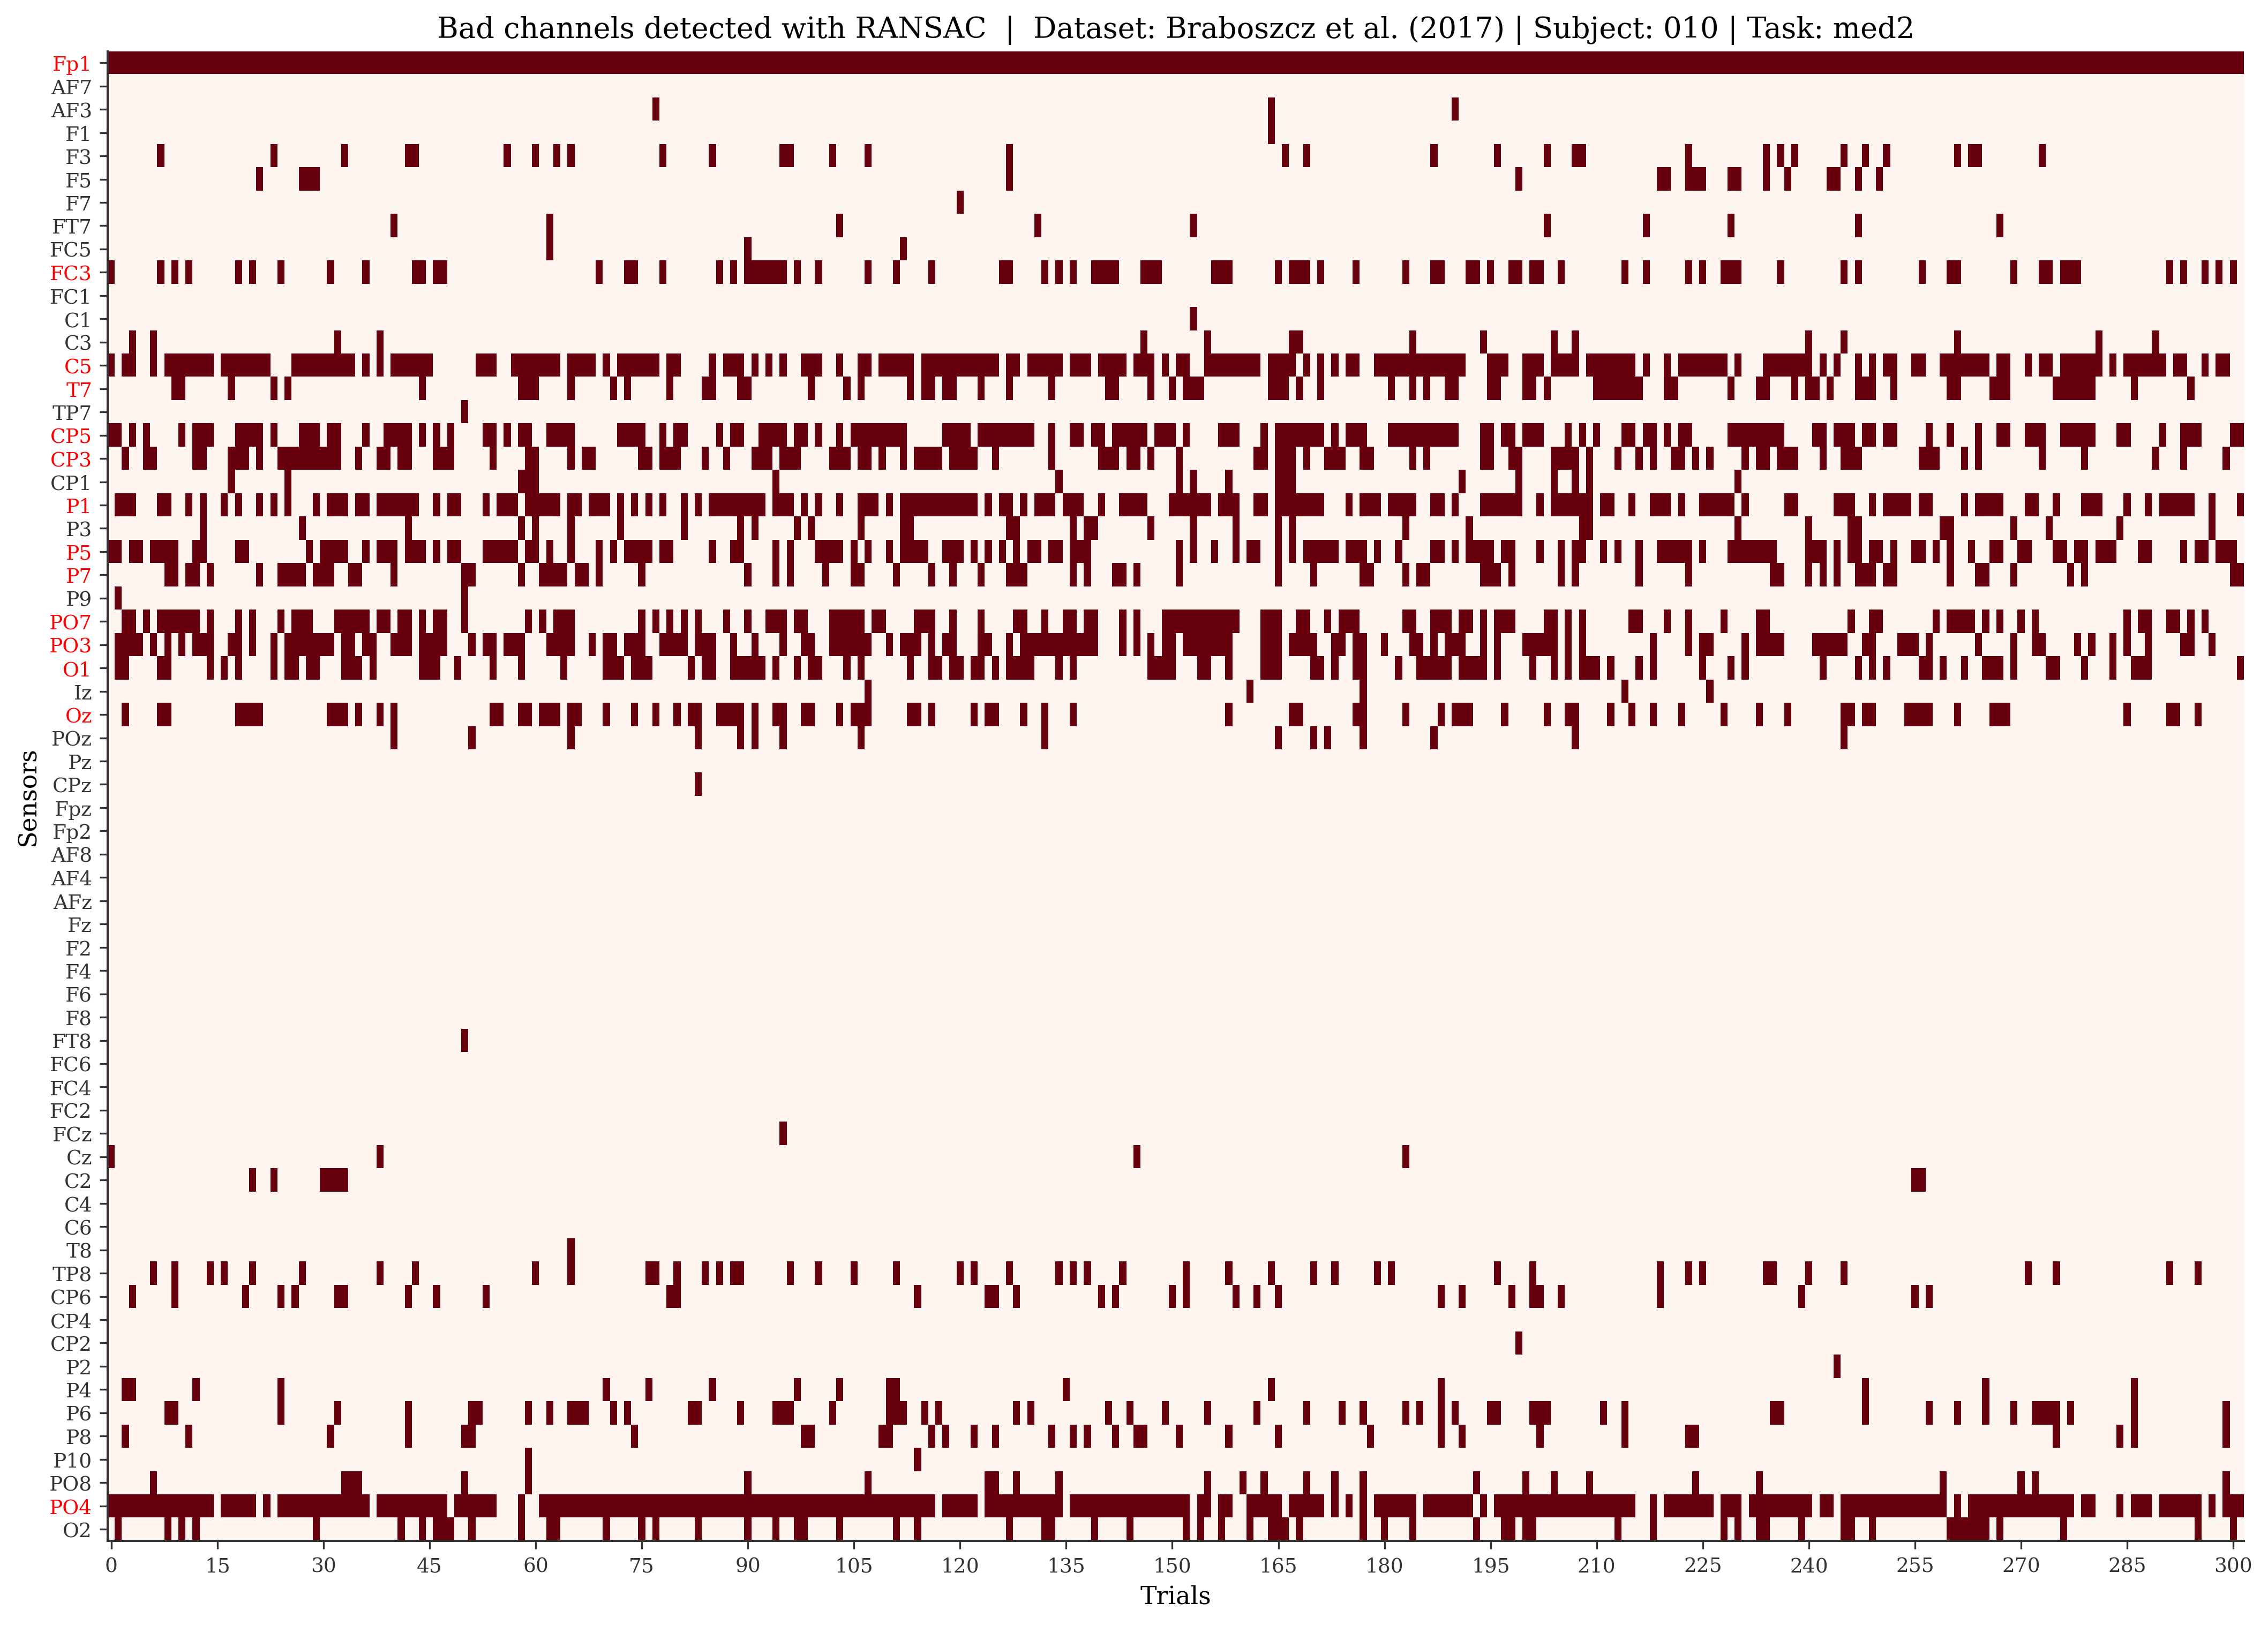 Bad channels detected with RANSAC | Dataset: Braboszcz et al. (2017) | Subject: 010 | Task: med2
Sensors
Fp1
AF7
AF3
F1
F3
F5
F7
FT7
FC5
FC3
FC1
C1
C3
C5
T7
TP7
CP5
CP3
CP1
P1
P3
P5
P7
P9
PO7
PO3
O1
Iz
Oz
POz
Pz
CPz
Fpz
Fp2
AF8
AF4
AFz
Fz
F2
F4
F6
F8
FT8
FC6
FC4
FC2
FCz
Cz
C2
C4
C6
T8
TP8
CP6
CP4
CP2
P2
P4
P6
P8
P10
PO8
PO4
O2
0 15 30 45 60 75 90 105 120 135 150 165 180 195 210 225 240 255 270 285 300
Trials